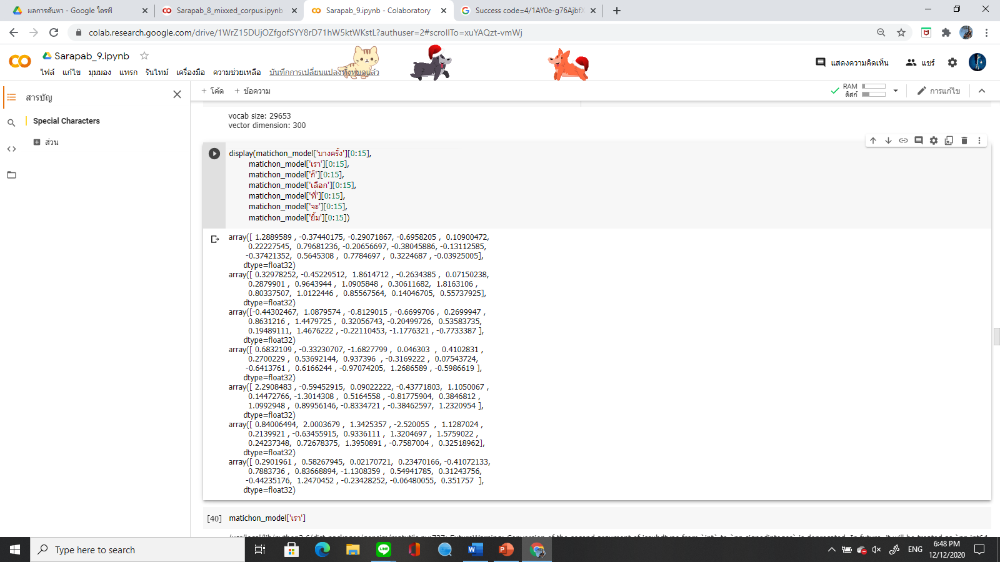 ผลการค้นหา - Google ไดรฟ์
Sarapab_8_mixxed_corpus.ipynb
Sarapab_9.ipynb - Colaboratory
Success code=4/1AY0e-g76Ajbf
colab.research.google.com/drive/1WrZ15DUjOZfgofSYY8rD71hW5ktWKstL?authuser=2#scrollTo=xuYAQzt-vmWj
Sarapab_9.ipynb
ไฟล์ แก้ไข มุมมอง แทรก รันไทม์ เครื่องมือ ความช่วยเหลือ บันทึกการเปลี่ยนแปลงทั้งหมดแล้ว
แสดงความคิดเห็น
แชร์
สารบัญ
Special Characters
ส่วน
+ โค้ด + ข้อความ
RAM
ดิสก์
การแก้ไข
vocab size: 29653
vector dimension: 300
display(matichon_model['บางครั้ง'][0:15],
matichon_model['เรา'][0:15],
matichon_model['ก็'][0:15],
matichon_model['เลือก'][0:15],
matichon_model['ที่'][0:15],
matichon_model['จะ'][0:15],
matichon_model['ยิ้ม'][0:15])
array([ 1.2889589 , -0.37440175, -0.29071867, -0.6958205 , 0.10900472,
0.22227545, 0.79681236, -0.20656697, -0.38045886, -0.13112585,
-0.37421352, 0.5645308 , 0.7784697 , 0.3224687 , -0.03925005],
dtype=float32)
array([ 0.32978252, -0.45229512, 1.8614712 , -0.2634385 , 0.07150238,
0.2879901 , 0.9643944 , 1.0905848 , 0.30611682, 1.8163106 ,
0.80337507, 1.0122446 , 0.85567564, 0.14046705, 0.55737925],
dtype=float32)
array([-0.44302467, 1.0879574 , -0.8129015 , -0.6699706 , 0.2699947 ,
0.8631216 , 1.4479725 , 0.32056743, -0.20499726, 0.53583735,
0.19489111, 1.4676222 , -0.22110453, -1.1776321 , -0.7733387 ],
dtype=float32)
array([ 0.6832109 , -0.33230707, -1.6827799 , 0.046303 , 0.4102831 ,
0.2700229 , 0.53692144, 0.937396 , -0.3169222 , 0.07543724,
-0.6413761 , 0.6166244 , -0.97074205, 1.2686589 , -0.5986619 ],
dtype=float32)
array([ 2.2908483 , -0.59452915, 0.09022222, -0.43771803, 1.1050067 ,
0.14472766, -1.3014308 , 0.5164558 , -0.81775904, 0.3846812 ,
1.0992948 , 0.89956146, -0.8334721 , -0.38462597, 1.2320954 ],
dtype=float32)
array([ 0.84006494, 2.0003679 , 1.3425357 , -2.520055 , 1.1287024 ,
0.2139921 , -0.63455915, 0.9336111 , 1.3204697 , 1.5759022 ,
0.24237348, 0.72678375, 1.3950891 , -0.7587004 , 0.32518962],
dtype=float32)
array([ 0.2901961 , 0.58267945, 0.02170721, 0.23470166, -0.41072133,
0.7883736 , 0.83668894, -1.1308359 , 0.54941785, 0.31243756,
-0.44235176, 1.2470452 , -0.23428252, -0.06480055, 0.351757 ],
dtype=float32)
[40] matichon_model['เรา']
Type here to search
ENG
6:48 PM
12/12/2020